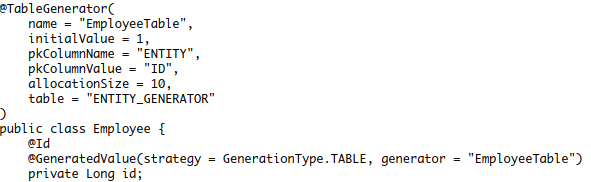 @TableGenerator(
    name = "EmployeeTable",
    initialValue = 1,
    pkColumnName = "ENTITY",
    pkColumnValue = "ID",
    allocationSize = 10,
    table = "ENTITY_GENERATOR"
)
public class Employee {
    @Id
    @GeneratedValue(strategy = GenerationType.TABLE, generator = "EmployeeTable")
    private Long id;